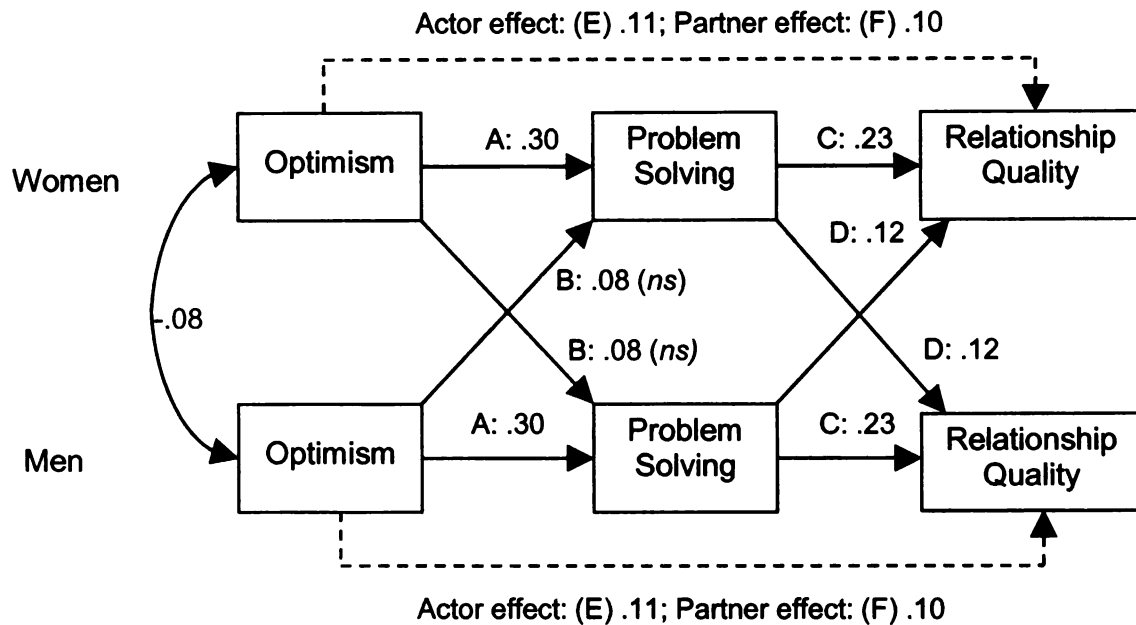 Actor effect: (E) .11; Partner effect: (F) .10
Women
Optimism
A: .30
Problem
Solving
C: .23
Relationship
Quality
D: .12
B: .08 (ns)
-.08
B: .08 (ns)
D: .12
Men
Optimism
A: .30
Problem
Solving
C: .23
Relationship
Quality
Actor effect: (E) .11; Partner effect: (F) .10